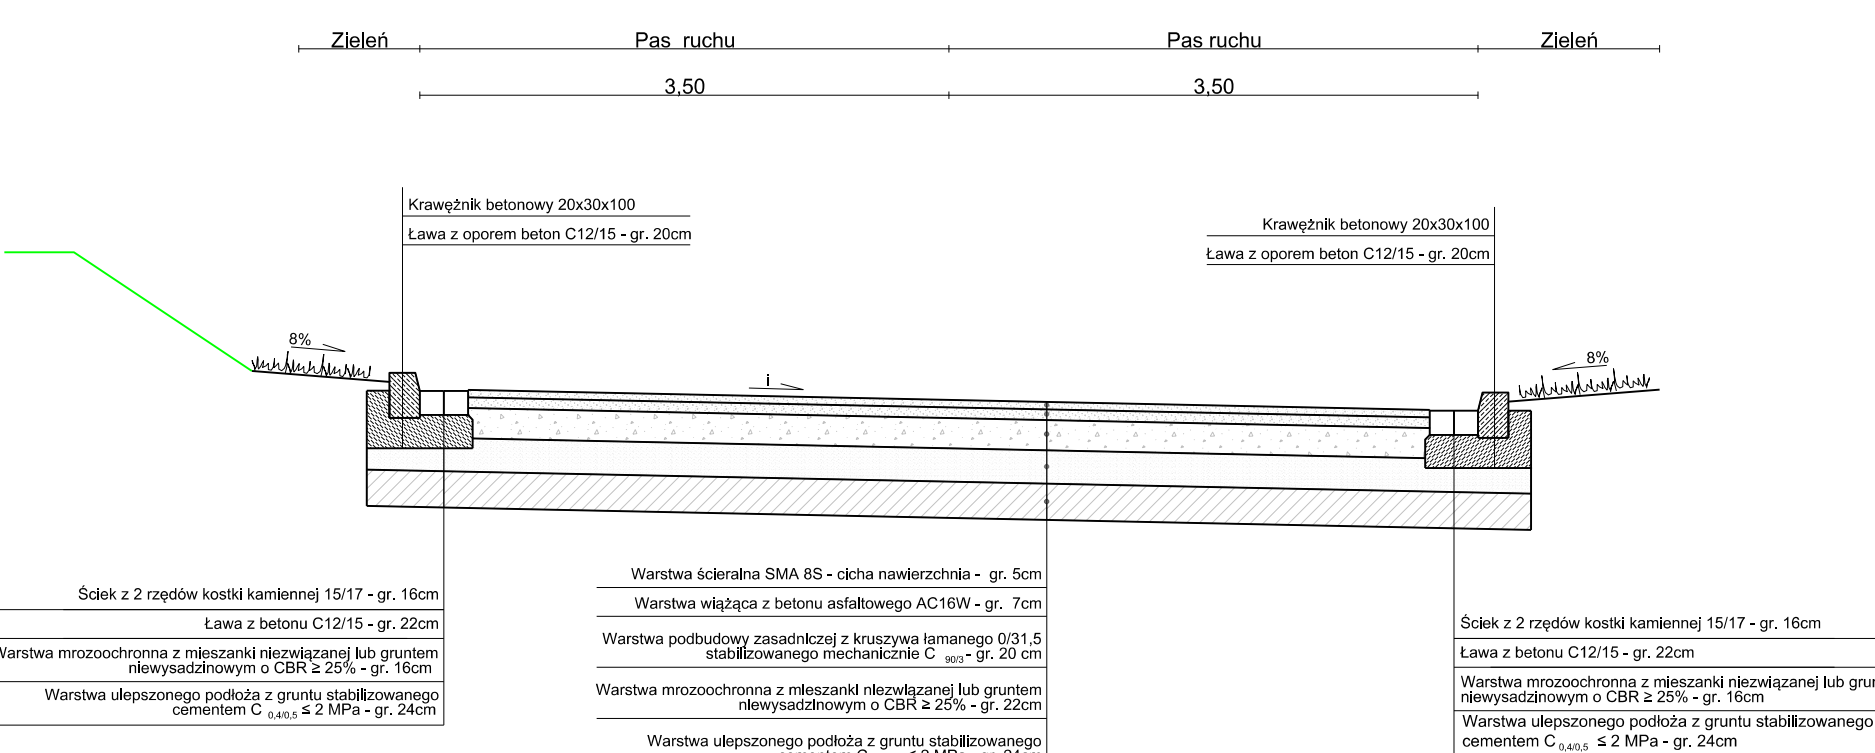 Zieleń
Pas ruchu
Pas ruchu
Zieleń
3,50
3,50
Krawężnik betonowy 20x30x100
Ława z oporem beton C12/15 - gr. 20cm
Krawężnik betonowy 20x30x100
Ława z oporem beton C12/15 - gr. 20cm
8%
8%
i
Ściek z 2 rzędów kostki kamiennej 15/17 - gr. 16cm
Ława z betonu C12/15 - gr. 22cm
Warstwa mrozoochronna z mieszanki niezwiązanej lub gruntem
niewysadzinowym o CBR ≥ 25% - gr. 16cm
Warstwa ulepszonego podłoża z gruntu stabilizowanego
cementem C 0,4/0,5 ≤ 2 MPa - gr. 24cm
Warstwa ścieralna SMA 8S - cicha nawierzchnia - gr. 5cm
Warstwa wiążąca z betonu asfaltowego AC16W - gr. 7cm
Warstwa podbudowy zasadniczej z kruszywa łamanego 0/31,5
stabilizowanego mechanicznie C 90/3 - gr. 20 cm
Warstwa mrozoochronna z mieszanki niezwiązanej lub gruntem
niewysadzinowym o CBR ≥ 25% - gr. 22cm
Warstwa ulepszonego podłoża z gruntu stabilizowanego
Ściek z 2 rzędów kostki kamiennej 15/17 - gr. 16cm
Ława z betonu C12/15 - gr. 22cm
Warstwa mrozoochronna z mieszanki niezwiązanej lub
niewysadzinowym o CBR ≥ 25% - gr. 16cm
Warstwa ulepszonego podłoża z gruntu stabilizowanego
cementem C 0,4/0,5 ≤ 2 MPa - gr. 24cm